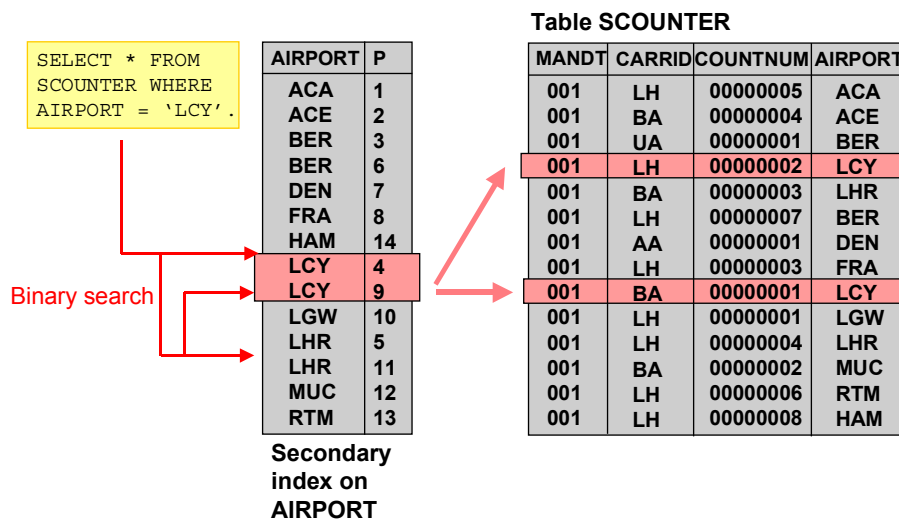 Table SCOUNTER
SELECT * FROM
SCOUNTER WHERE
AIRPORT = ‘LCY’.
AIRPORT P
ACA 1
ACE 2
BER 3
BER 6
DEN 7
FRA 8
HAM 14
LCY 4
LCY 9
LGW 10
LHR 5
LHR 11
MUC 12
RTM 13
Binary search
Secondary
index on
AIRPORT
MANDT CARRID COUNTNUM AIRPORT
001 LH 00000005 ACA
001 BA 00000004 ACE
001 UA 00000001 BER
001 LH 00000002 LCY
001 BA 00000003 LHR
001 LH 00000007 BER
001 AA 00000001 DEN
001 LH 00000003 FRA
001 BA 00000001 LCY
001 LH 00000001 LGW
001 LH 00000004 LHR
001 BA 00000002 MUC
001 LH 00000006 RTM
001 LH 00000008 HAM